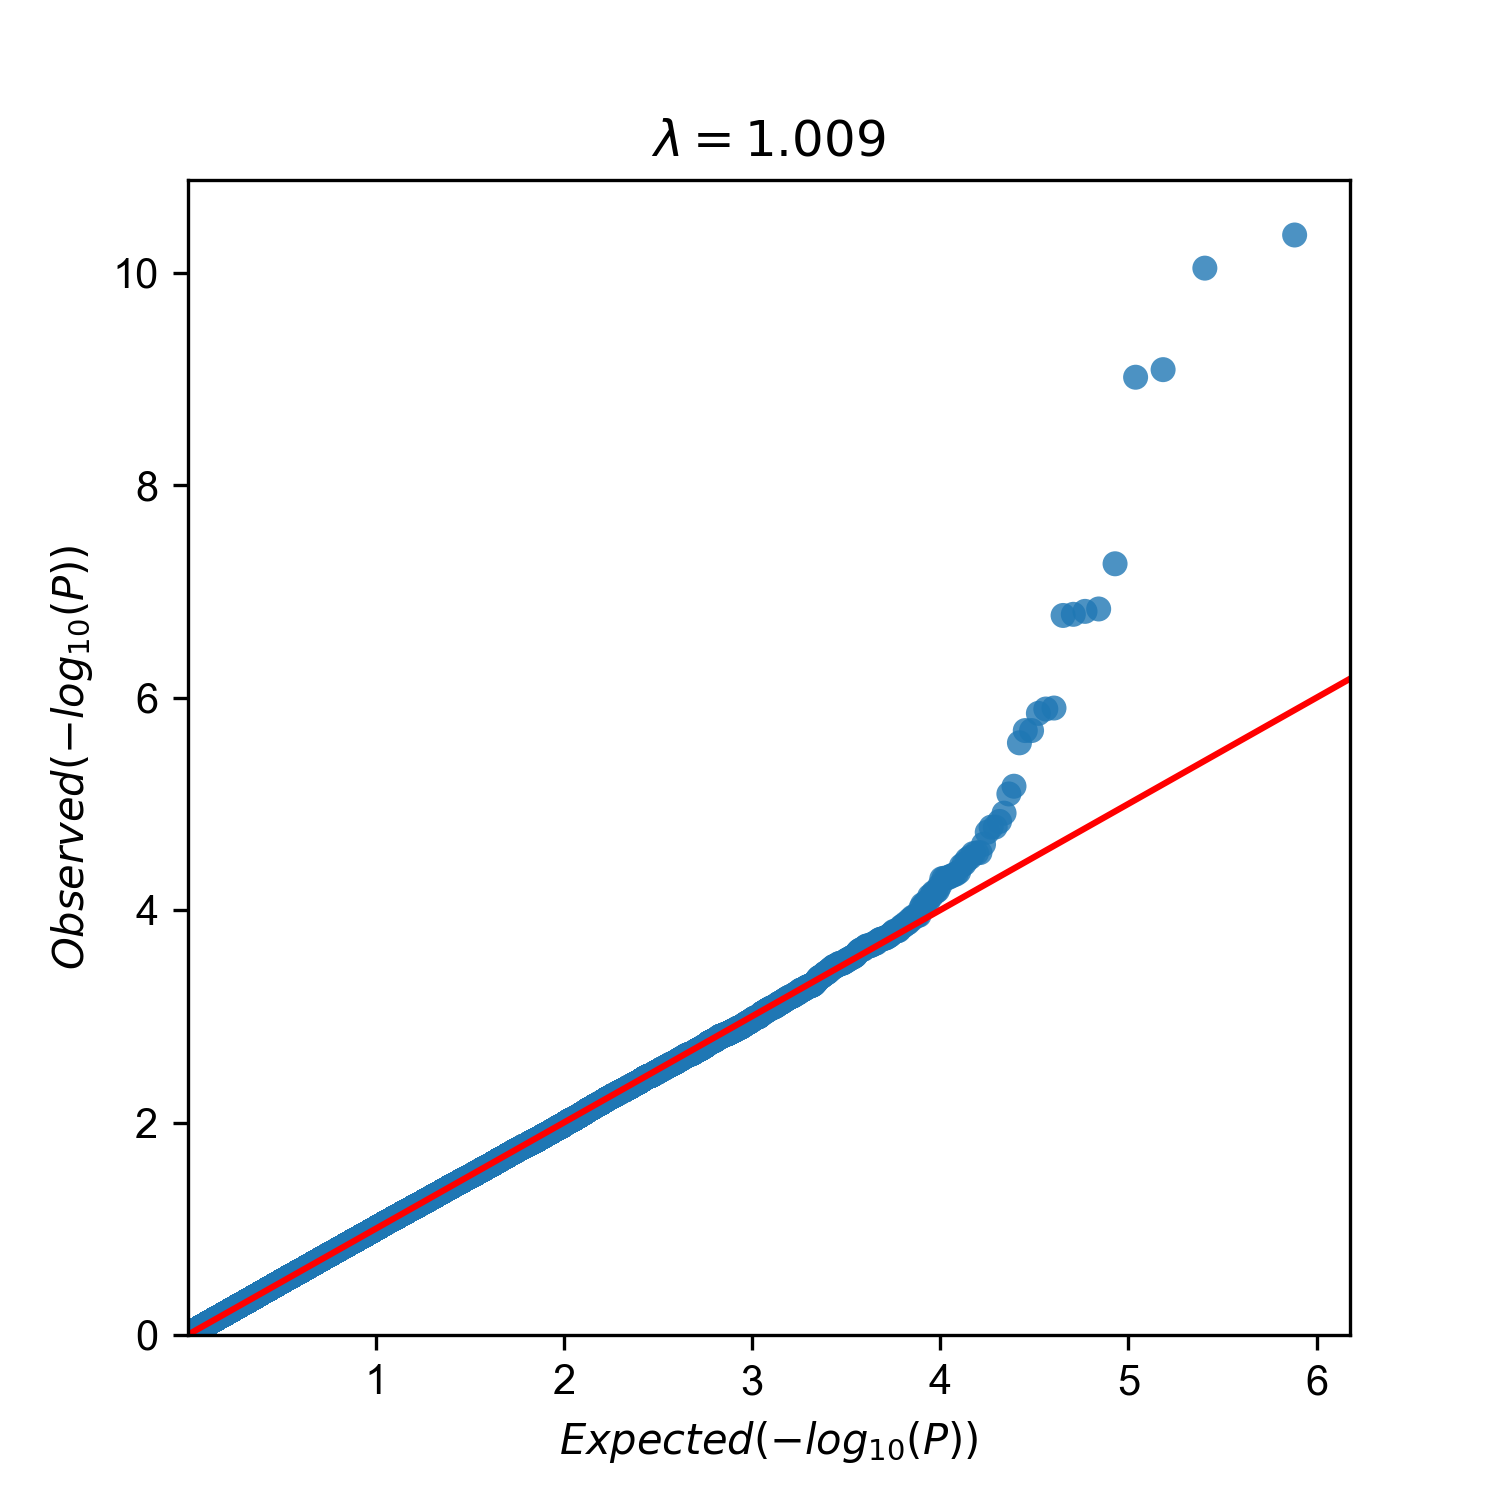 λ = 1.009
10
8
6
4
2
0
Observed(−log₁₀(P))
1 2 3 4 5 6
Expected(−log₁₀(P))